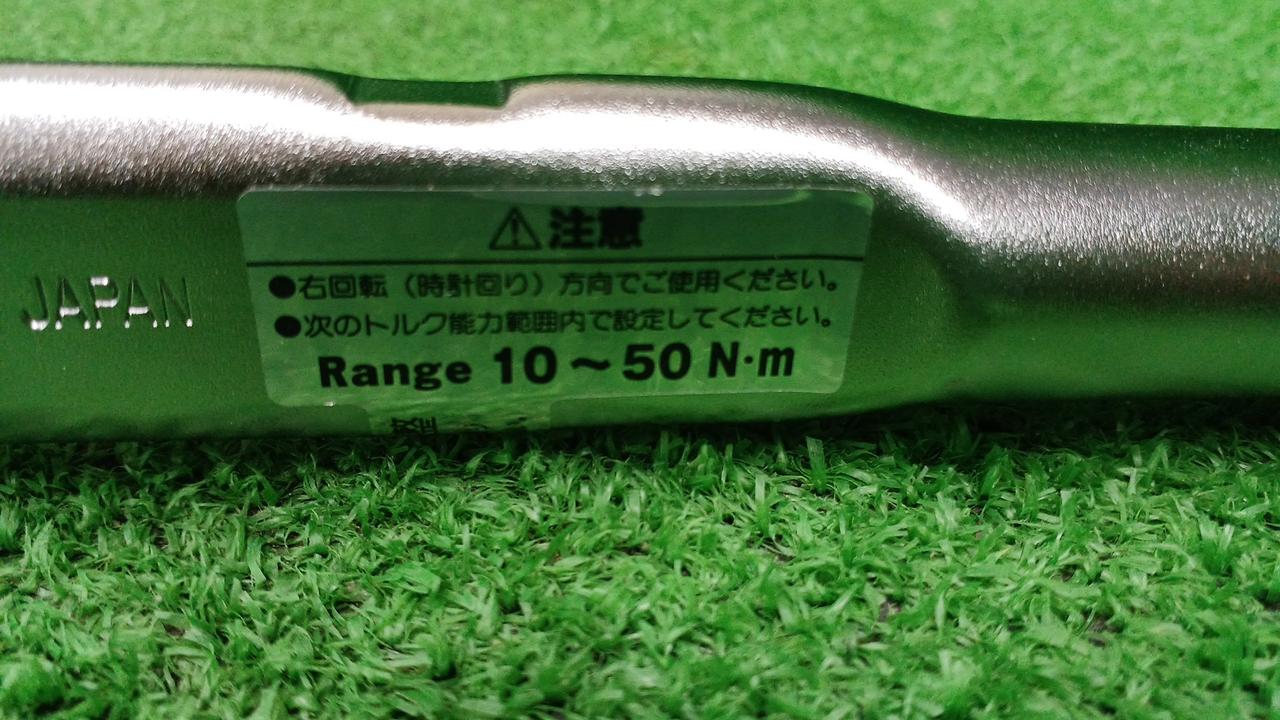 JAPAN
⚠注意
●右回転（時計回り）方向でご使用ください。
●次のトルク能力範囲内で設定してください。
Range 10～50 N·m